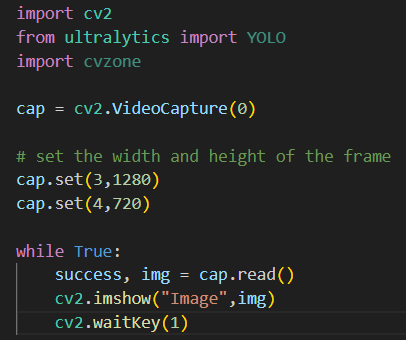 import cv2
from ultralytics import YOLO
import cvzone
cap = cv2.VideoCapture(0)
# set the width and height of the frame
cap.set(3,1280)
cap.set(4,720)
while True:
    success, img = cap.read()
    cv2.imshow("Image",img)
    cv2.waitKey(1)